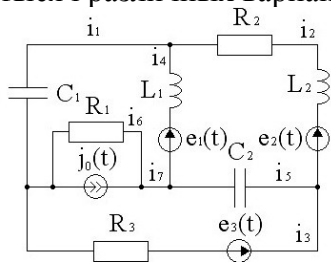 i₁ R₂ i₂
i₄
C₁ L₁ L₂
R₁ i₆
e₁(t) e₂(t)
j₀(t) C₂
i₇ i₅
e₃(t)
R₃ i₃